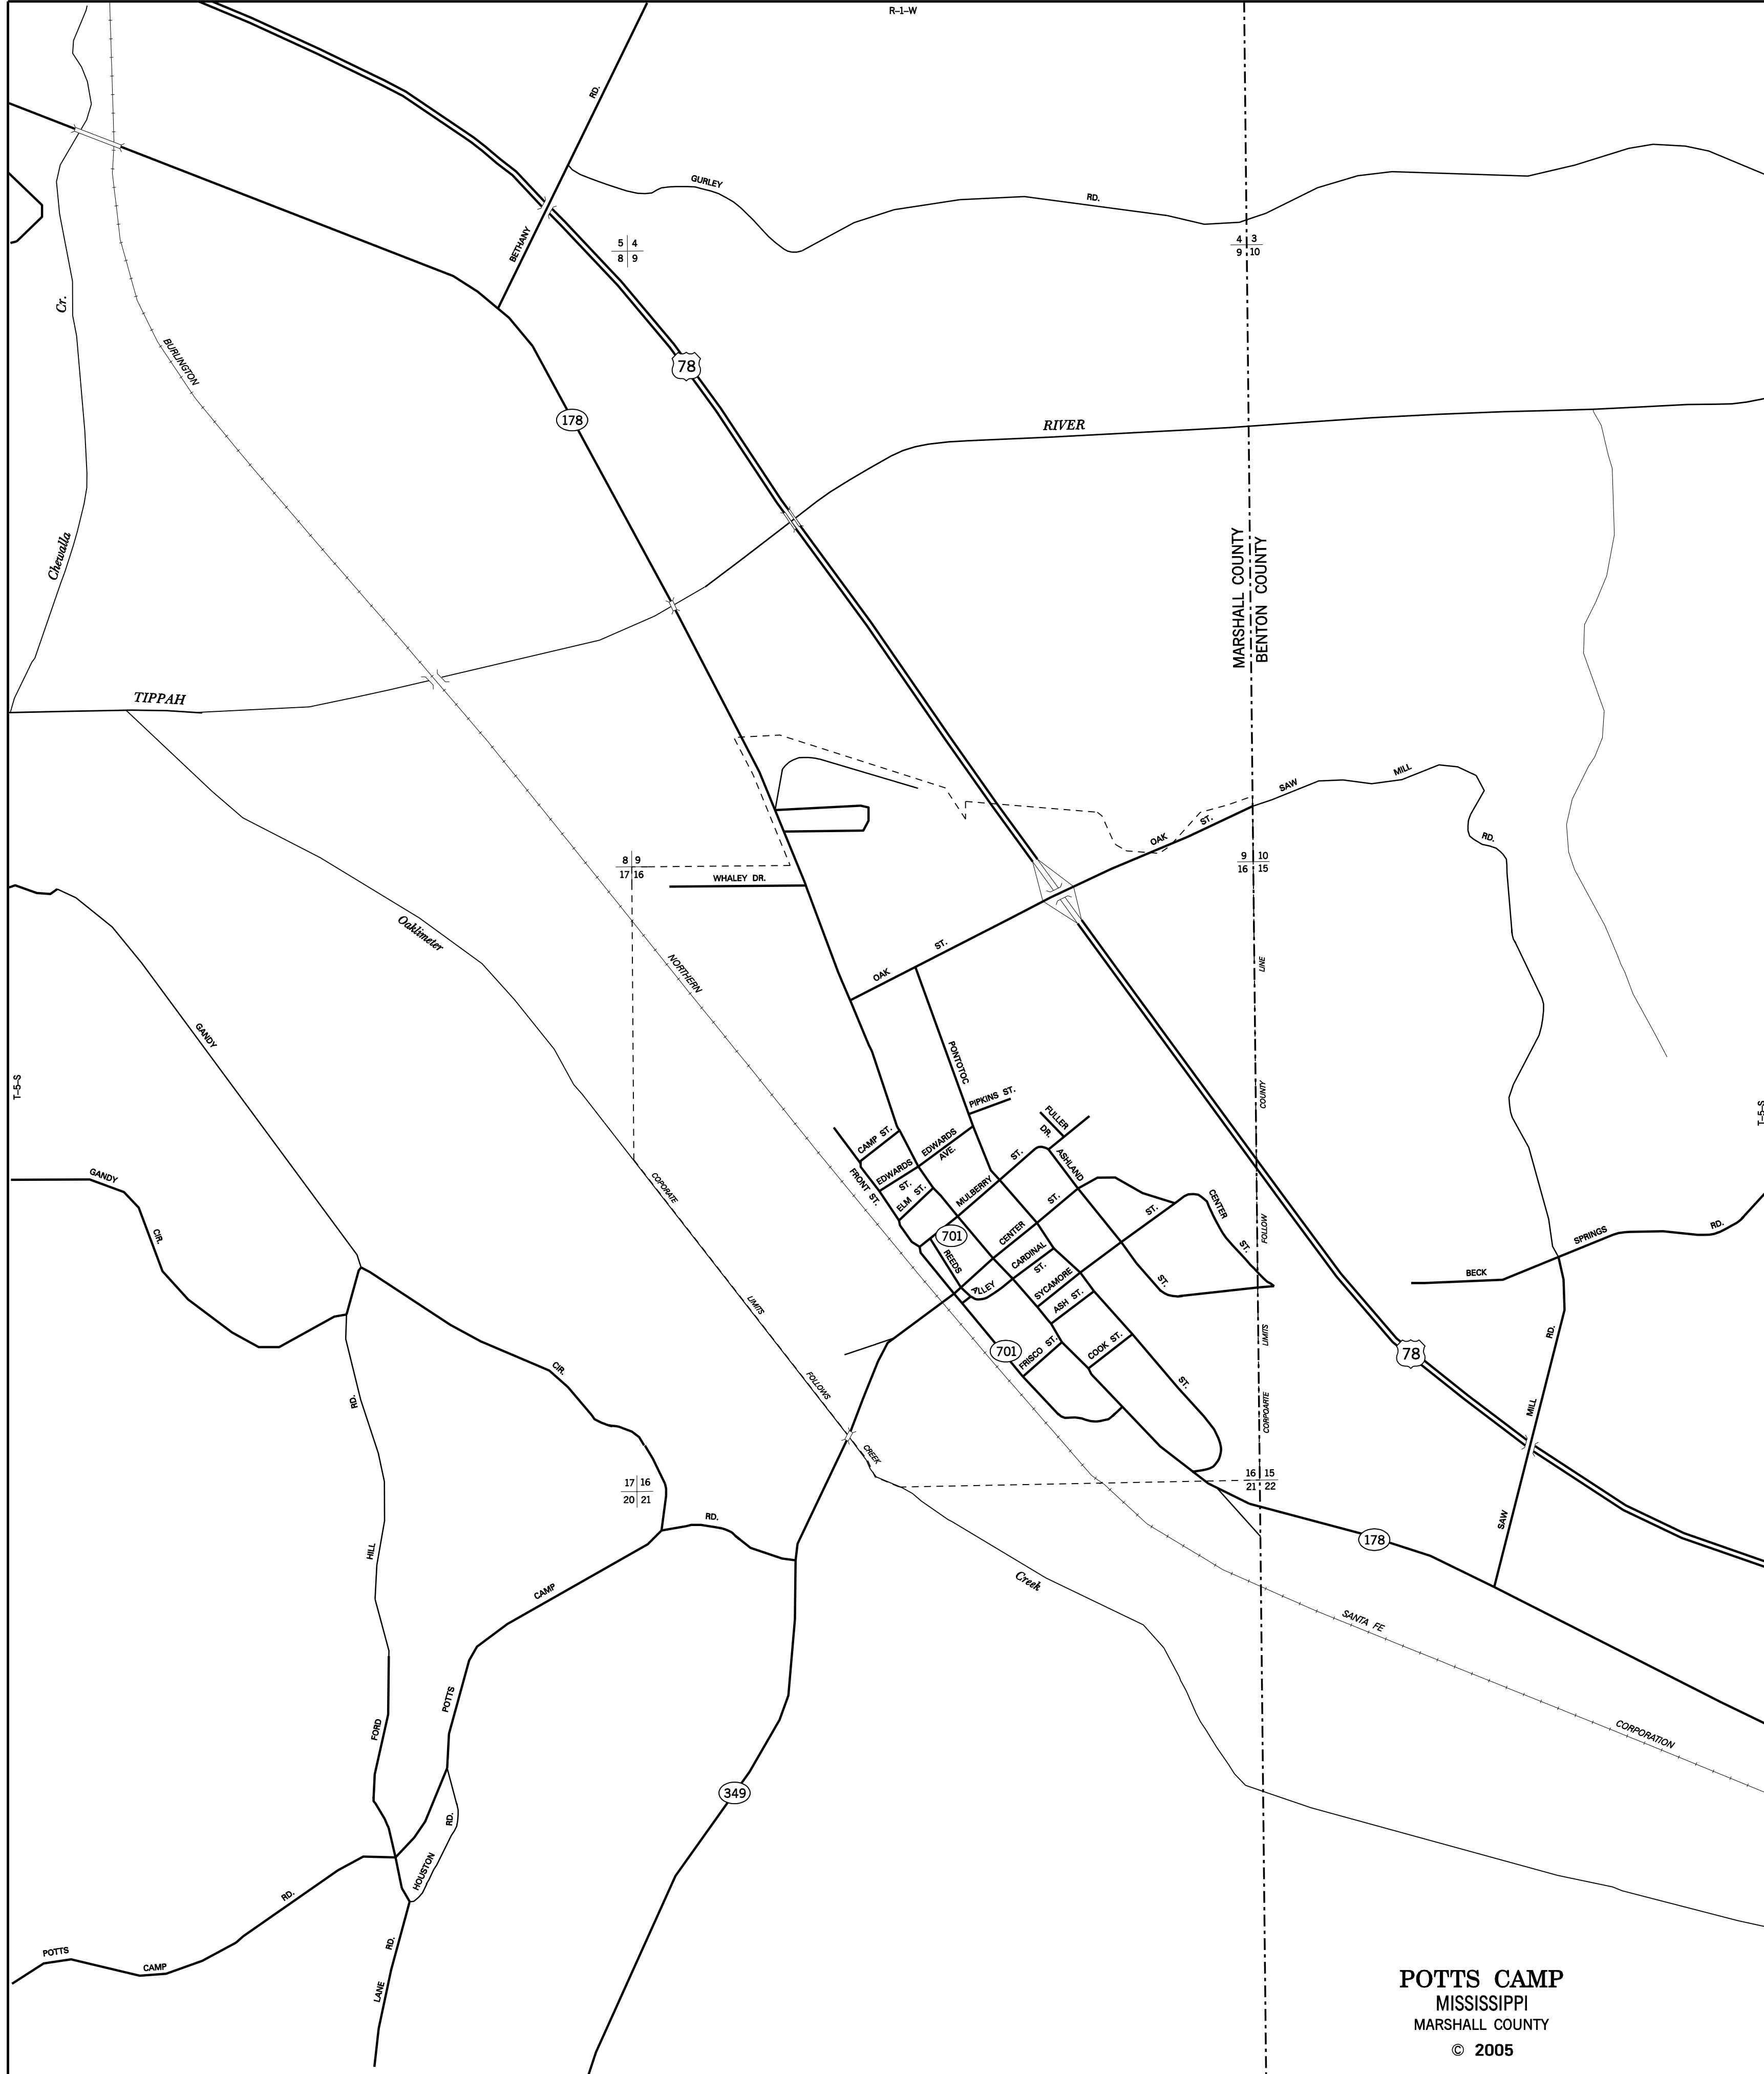 R-1-W
RD.
GURLEY
RD.
BETHANY
5 4
8 9
4 3
9 10
Cr.
BURLINGTON
78
178
RIVER
Chewalla
MARSHALL COUNTY
BENTON COUNTY
TIPPAH
SAW
MILL
RD.
OAK
ST.
8 9
17 16
9 10
16 15
WHALEY DR.
Oaklimeter
NORTHERN
OAK
ST.
LINE
GANDY
T-5-S
PONTOTOC
COUNTY
T-5-S
PIPKINS ST.
FULLER
DR.
CAMP ST.
EDWARDS
AVE.
EDWARDS
ST.
FRONT ST.
ELM ST.
MULBERRY
ST.
ASHLAND
COPORATE
GANDY
CIR.
CENTER
ST.
CENTER
ST.
ST.
FOLLOW
701
REEDS
ALLEY
CARDINAL
ST.
SYCAMORE
ST.
ASH ST.
SPRINGS
RD.
BECK
LIMITS
LIMITS
RD.
701
FRISCO ST.
COOK ST.
ST.
78
CIR.
RD.
FOLLOWS
CORPOARTE
MILL
CREEK
17 16
20 21
16 15
21 22
RD.
SAW
178
HILL
CAMP
Creek
SANTA FE
POTTS
FORD
CORPORATION
349
RD.
HOUSTON
RD.
RD.
POTTS
CAMP
LANE
POTTS CAMP
MISSISSIPPI
MARSHALL COUNTY
© 2005